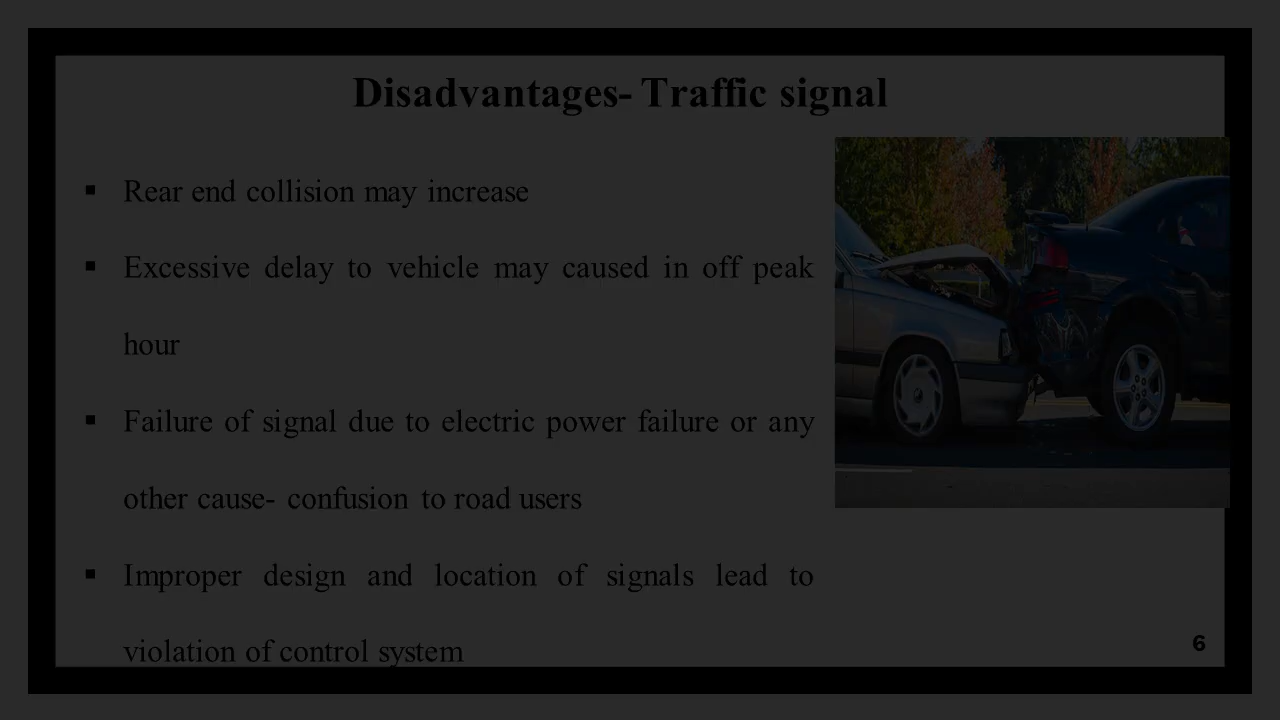 Disadvantages- Traffic signal
▪ Rear end collision may increase
▪ Excessive delay to vehicle may caused in off peak
hour
▪ Failure of signal due to electric power failure or any
other cause- confusion to road users
▪ Improper design and location of signals lead to
violation of control system
6